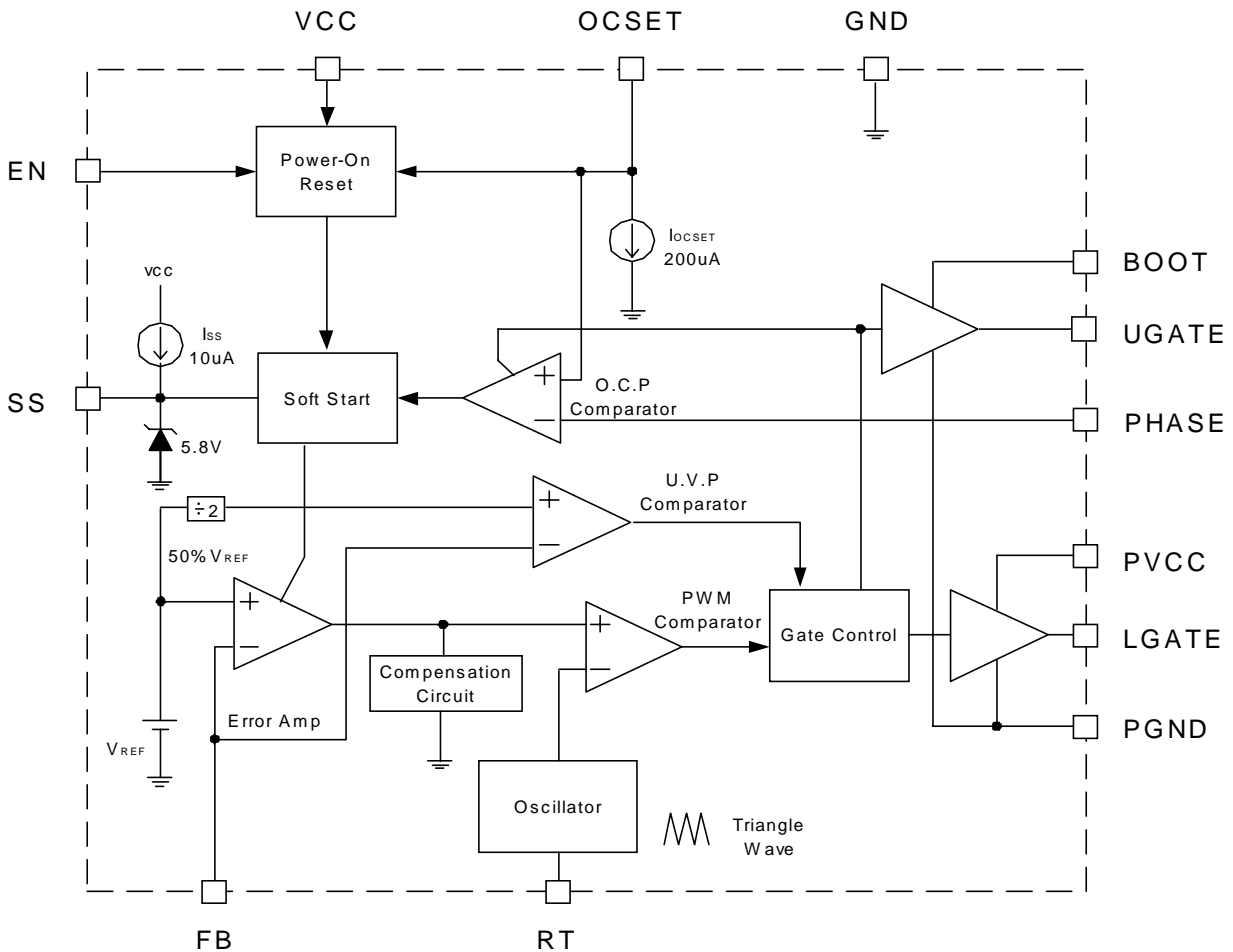 VCC
OCSET
GND
EN
Power-On
Reset
IOCSET
200uA
BOOT
vcc
ISS
10uA
UGATE
SS
Soft Start
+
−
O.C.P
Comparator
PHASE
5.8V
÷2
+
−
U.V.P
Comparator
50% VREF
PVCC
+
−
+
−
PWM
Comparator
Gate Control
LGATE
Compensation
Circuit
Error Amp
VREF
PGND
Oscillator
Triangle
Wave
FB
RT